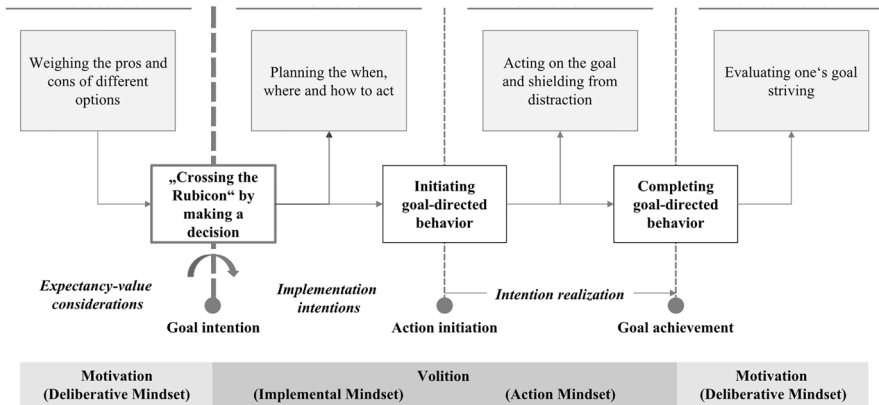 Weighing the pros and
cons of different
options
Planning the when,
where and how to act
Acting on the goal
and shielding from
distraction
Evaluating one‘s goal
striving
„Crossing the
Rubicon“ by
making a
decision
Initiating
goal-directed
behavior
Completing
goal-directed
behavior
Expectancy-value
considerations
Implementation
intentions
Intention realization
Goal intention
Action initiation
Goal achievement
Motivation
(Deliberative Mindset)
Volition
(Implemental Mindset)
(Action Mindset)
Motivation
(Deliberative Mindset)